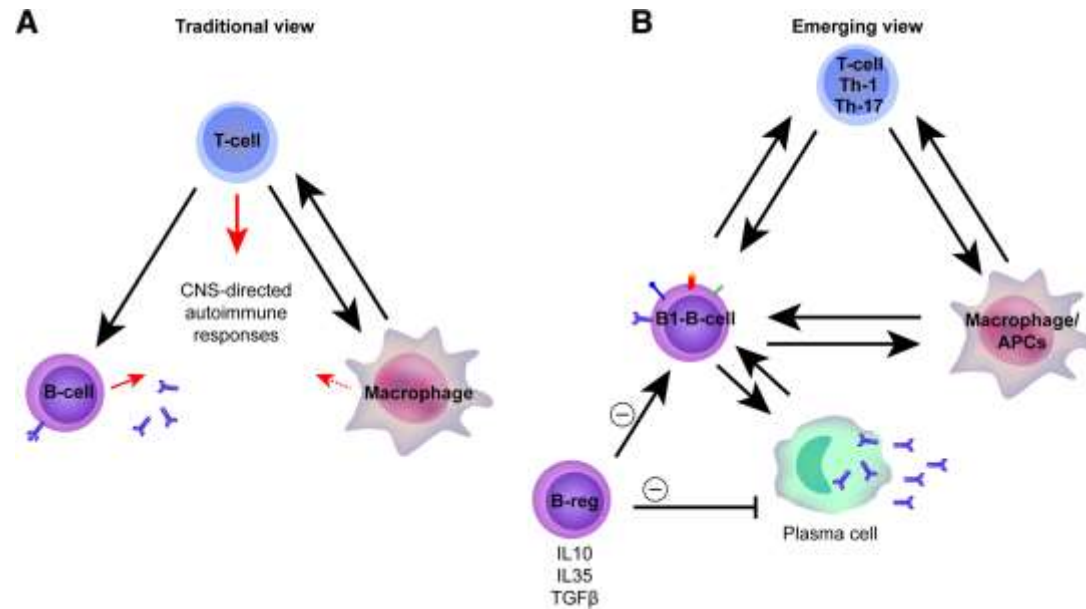 A
Traditional view
T-cell
CNS-directed
autoimmune
responses
B-cell
Macrophage
B
Emerging view
T-cell
Th-1
Th-17
B1-B-cell
Macrophage/
APCs
−
B-reg
−
IL10
IL35
TGFβ
Plasma cell